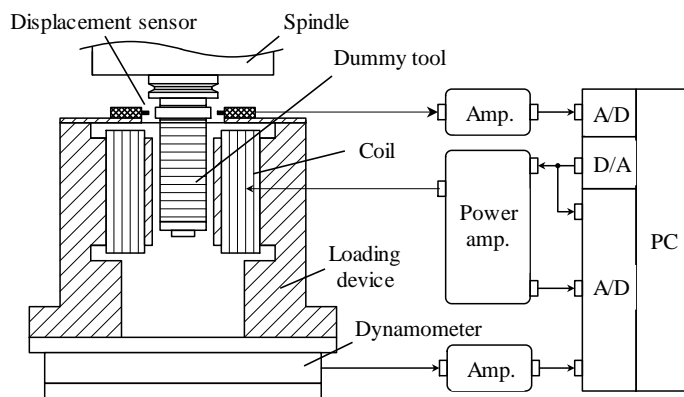 Displacement sensor
Spindle
Dummy tool
Coil
Loading
device
Dynamometer
Amp.
Power
amp.
Amp.
A/D
D/A
A/D
PC